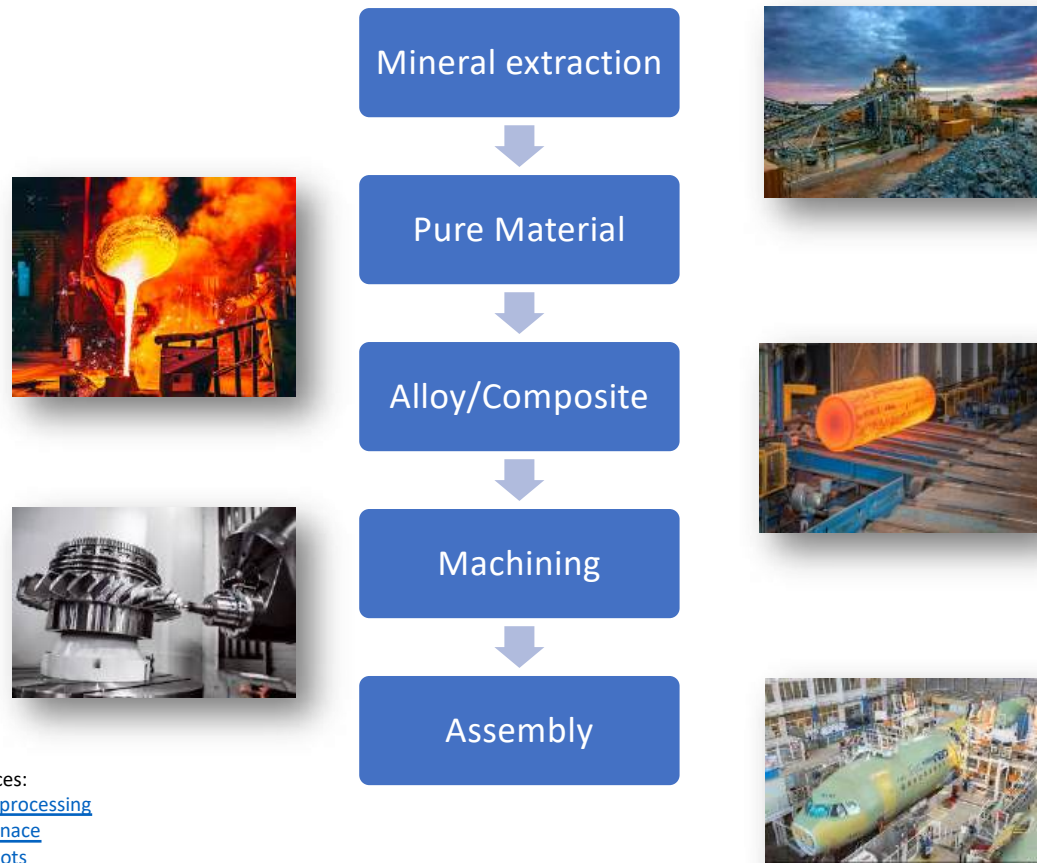 Mineral extraction
Pure Material
Alloy/Composite
Machining
Assembly
ces:
processing
nace
ots